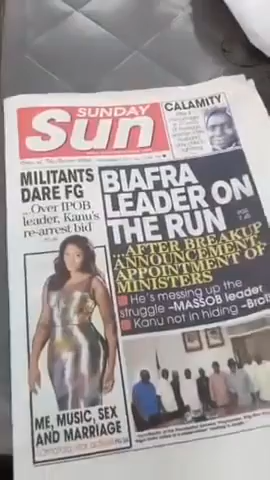 SUNDAY
Sun
CALAMITY
MILITANTS
DARE FG
...Over IPOB
leader, Kanu's
re-arrest bid
BIAFRA
LEADER ON
THE RUN
...AFTER BREAKUP
ANNOUNCEMENT,
APPOINTMENT OF
MINISTERS
He's messing up the
struggle –MASSOB leader
Kanu not in hiding –Brot
ME, MUSIC, SEX
AND MARRIAGE